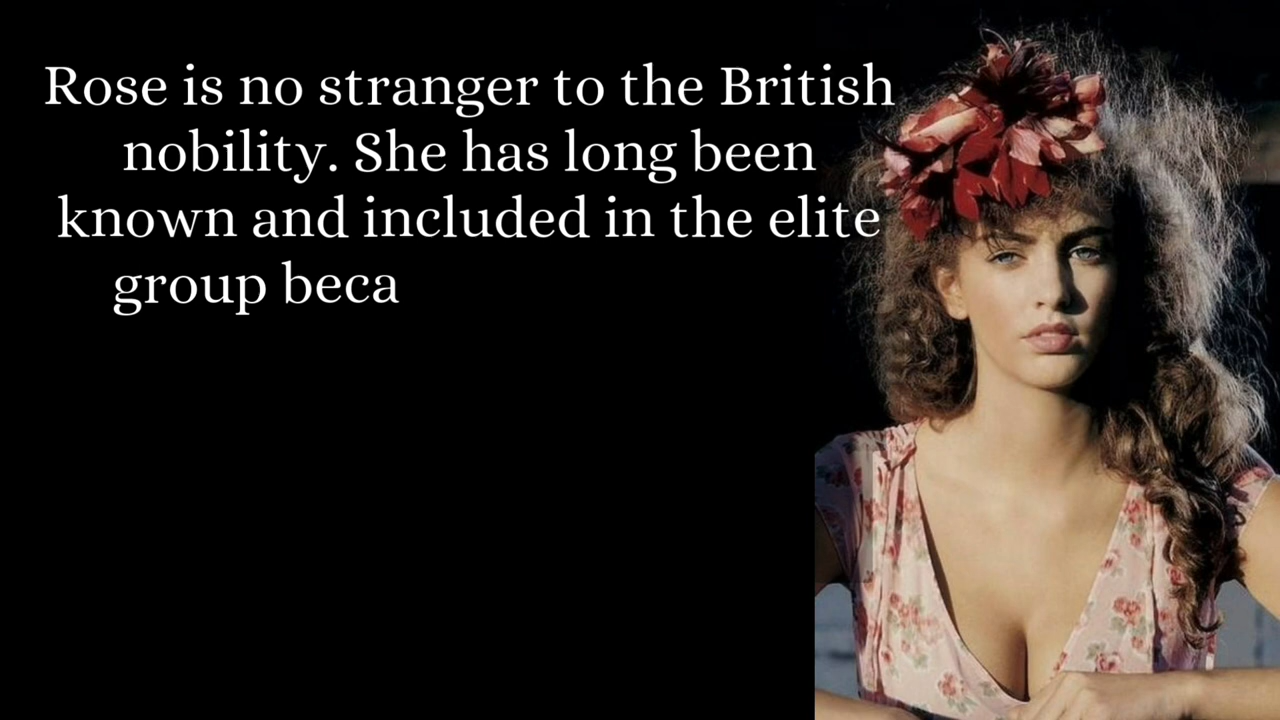 Rose is no stranger to the British
nobility. She has long been
known and included in the elite
group beca